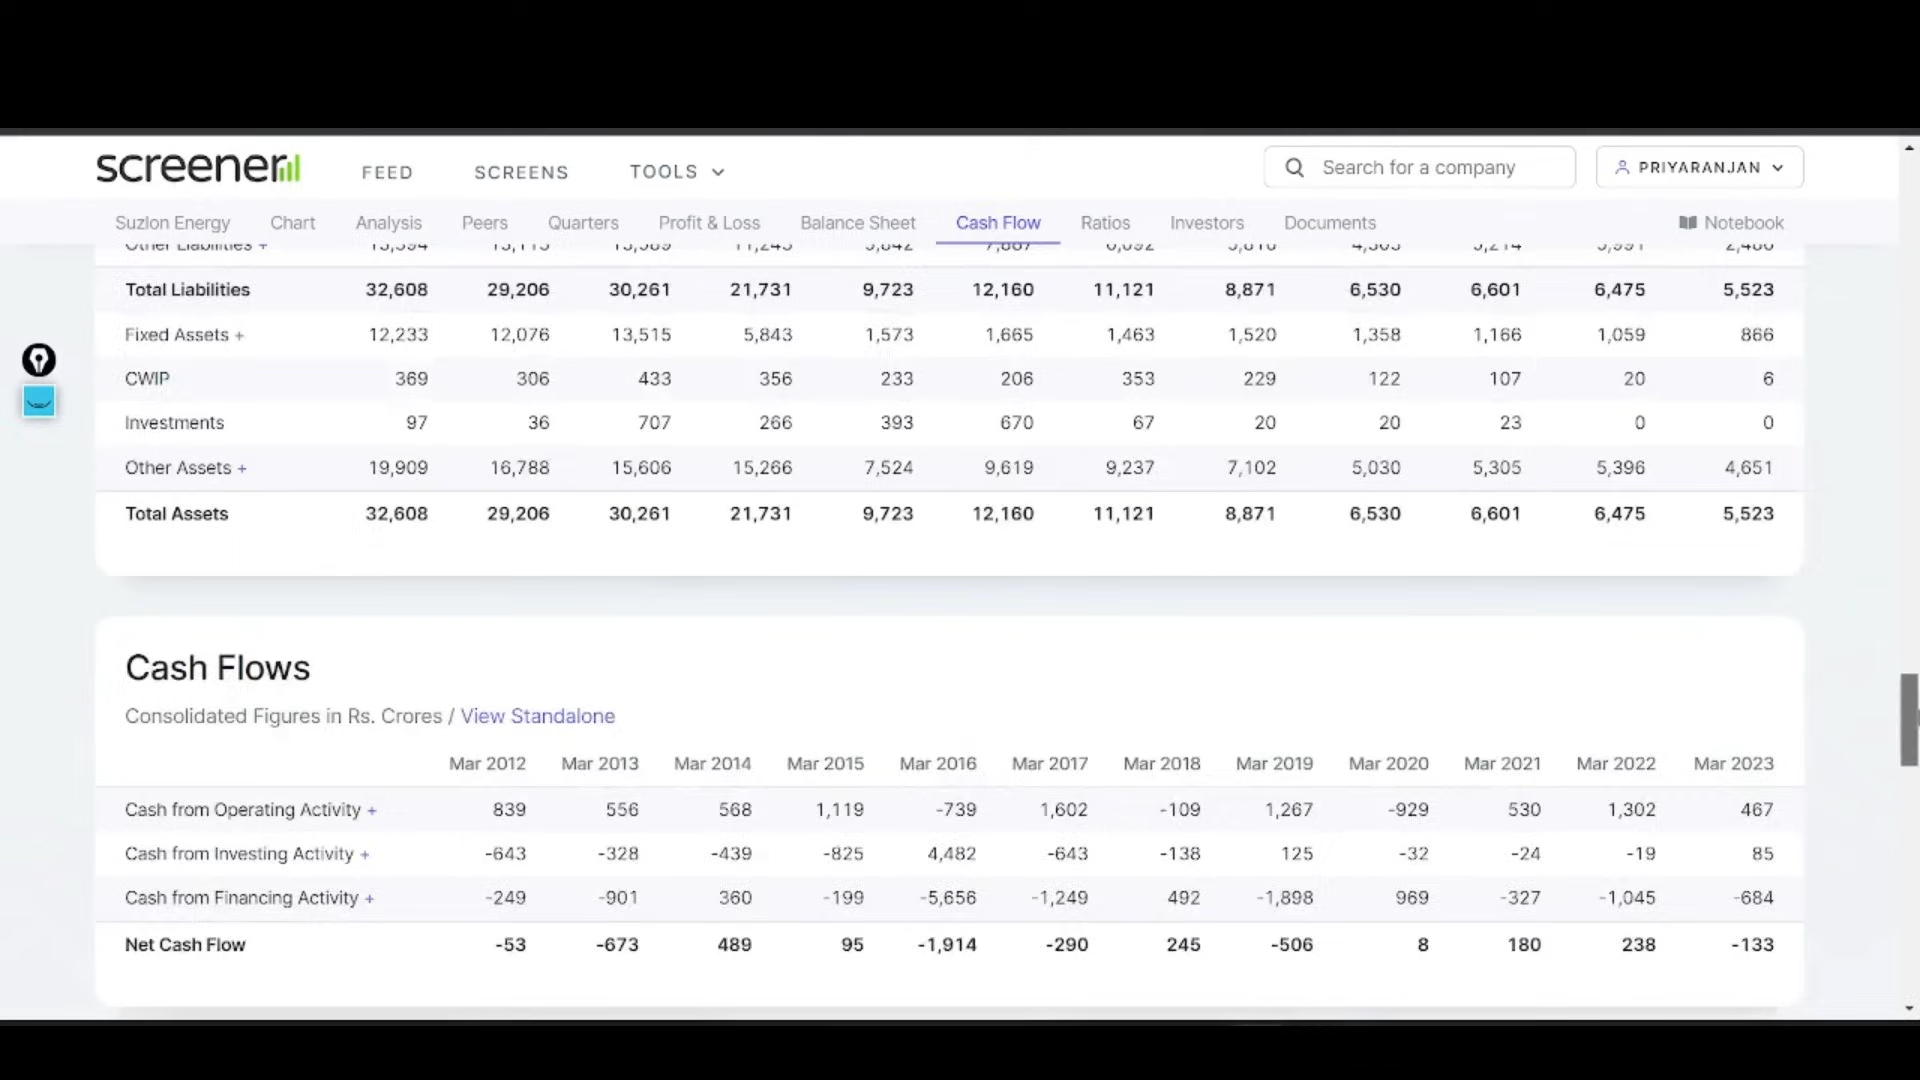 screener
FEED SCREENS TOOLS
Search for a company
PRIYARANJAN
Suzlon Energy Chart Analysis Peers Quarters Profit & Loss Balance Sheet Cash Flow Ratios Investors Documents Notebook
Other Liabilities +
Total Liabilities 32,608 29,206 30,261 21,731 9,723 12,160 11,121 8,871 6,530 6,601 6,475 5,523
Fixed Assets + 12,233 12,076 13,515 5,843 1,573 1,665 1,463 1,520 1,358 1,166 1,059 866
CWIP 369 306 433 356 233 206 353 229 122 107 20 6
Investments 97 36 707 266 393 670 67 20 20 23 0 0
Other Assets + 19,909 16,788 15,606 15,266 7,524 9,619 9,237 7,102 5,030 5,305 5,396 4,651
Total Assets 32,608 29,206 30,261 21,731 9,723 12,160 11,121 8,871 6,530 6,601 6,475 5,523
Cash Flows
Consolidated Figures in Rs. Crores / View Standalone
Mar 2012 Mar 2013 Mar 2014 Mar 2015 Mar 2016 Mar 2017 Mar 2018 Mar 2019 Mar 2020 Mar 2021 Mar 2022 Mar 2023
Cash from Operating Activity + 839 556 568 1,119 -739 1,602 -109 1,267 -929 530 1,302 467
Cash from Investing Activity + -643 -328 -439 -825 4,482 -643 -138 125 -32 -24 -19 85
Cash from Financing Activity + -249 -901 360 -199 -5,656 -1,249 492 -1,898 969 -327 -1,045 -684
Net Cash Flow -53 -673 489 95 -1,914 -290 245 -506 8 180 238 -133